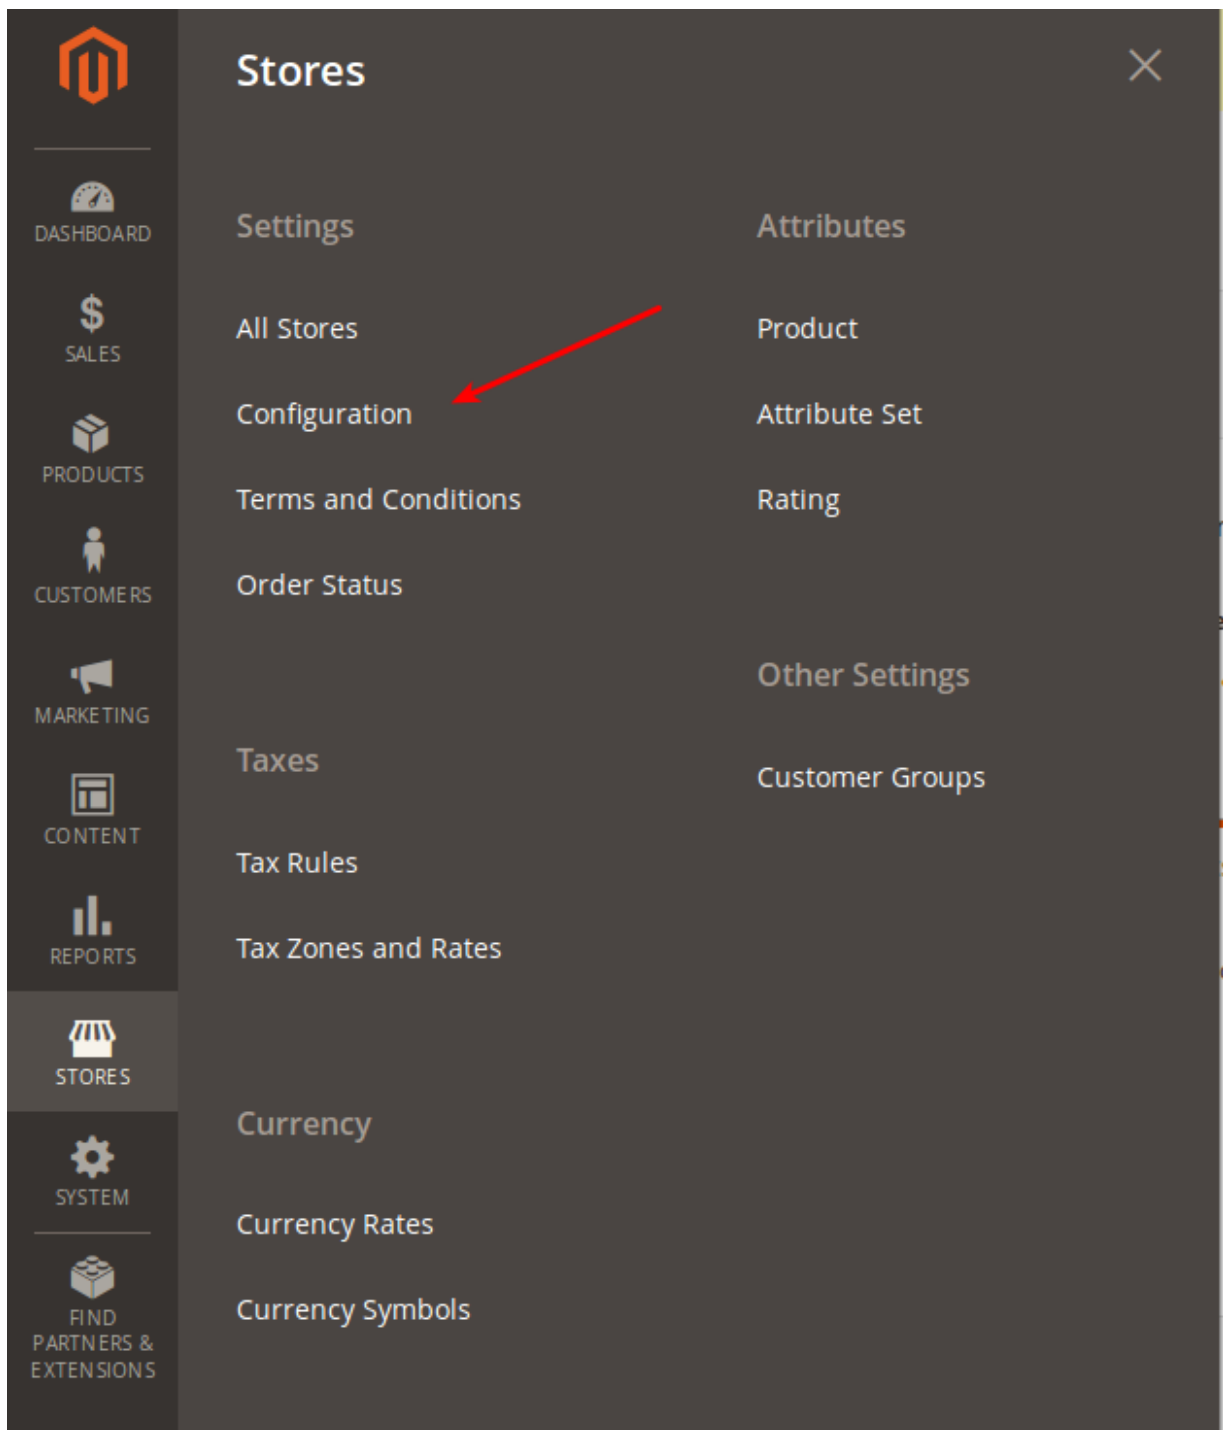 DASHBOARD
SALES
PRODUCTS
CUSTOMERS
MARKETING
CONTENT
REPORTS
STORES
SYSTEM
FIND
PARTNERS &
EXTENSIONS
Stores
Settings
All Stores
Configuration
Terms and Conditions
Order Status
Taxes
Tax Rules
Tax Zones and Rates
Currency
Currency Rates
Currency Symbols
Attributes
Product
Attribute Set
Rating
Other Settings
Customer Groups